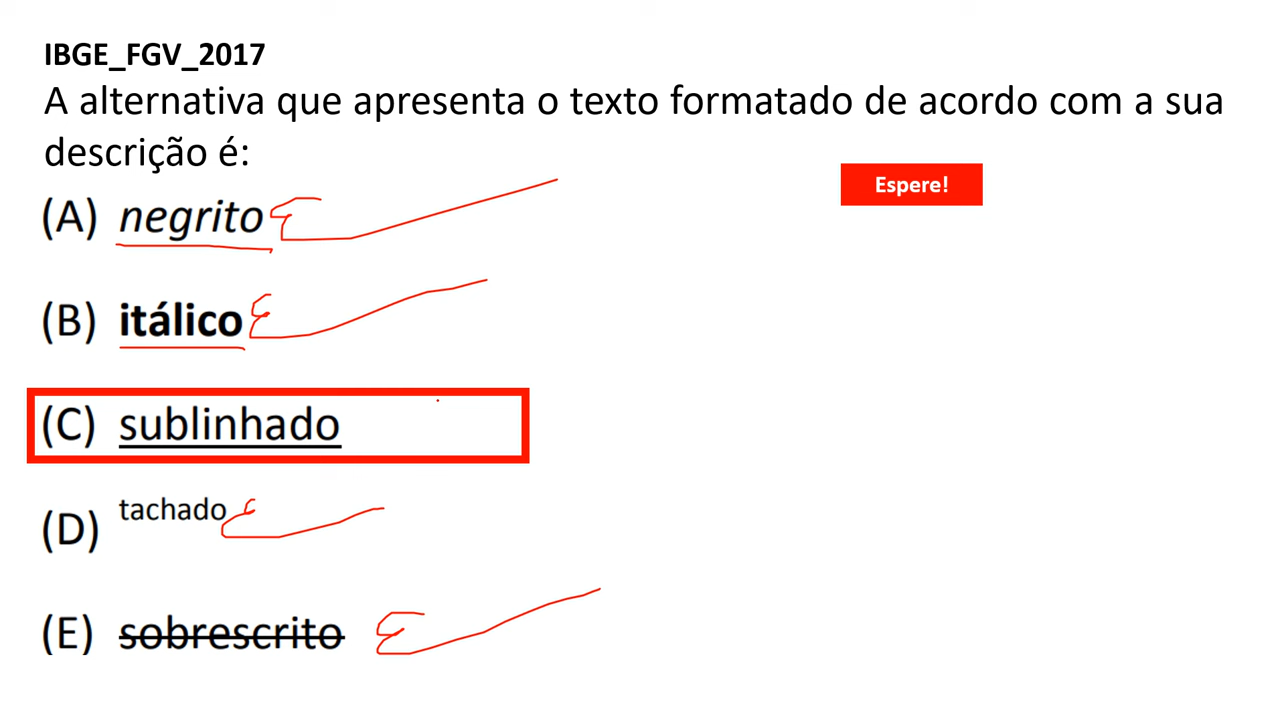 IBGE_FGV_2017
A alternativa que apresenta o texto formatado de acordo com a sua
descrição é:
Espere!
(A) negrito
(B) itálico
(C) sublinhado
(D) tachado
(E) sobrescrito